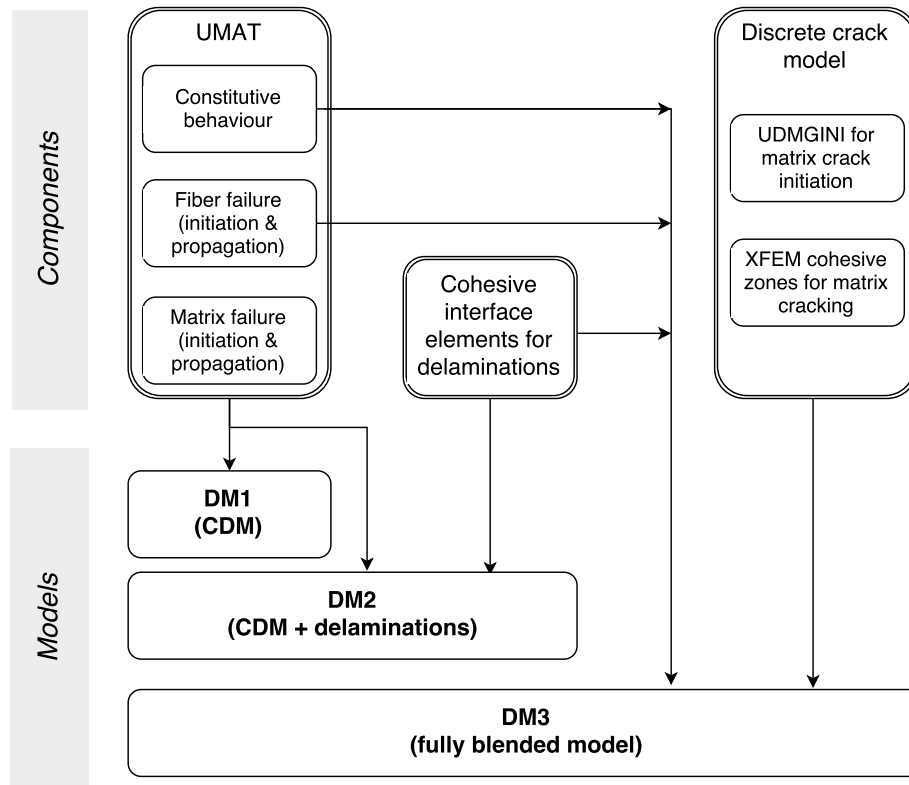 Components
UMAT
Constitutive
behaviour
Fiber failure
(initiation &
propagation)
Matrix failure
(initiation &
propagation)
Cohesive
interface
elements for
delaminations
Discrete crack
model
UDMGINI for
matrix crack
initiation
XFEM cohesive
zones for matrix
cracking
Models
DM1
(CDM)
DM2
(CDM + delaminations)
DM3
(fully blended model)